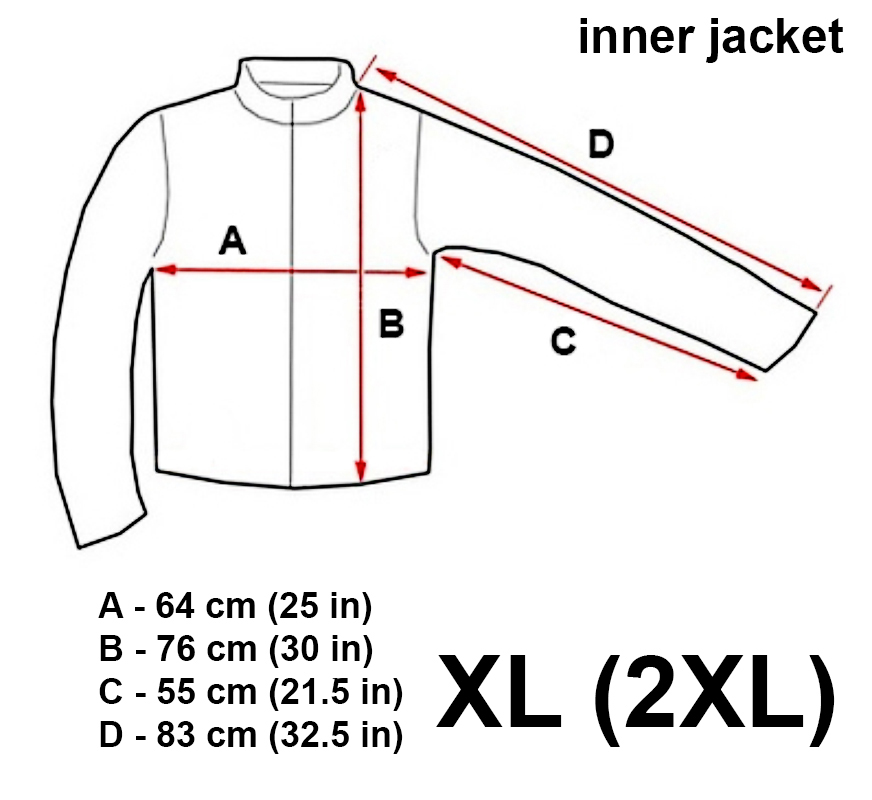 inner jacket
D
A
B
C
A - 64 cm (25 in)
B - 76 cm (30 in)
C - 55 cm (21.5 in)
D - 83 cm (32.5 in)
XL (2XL)